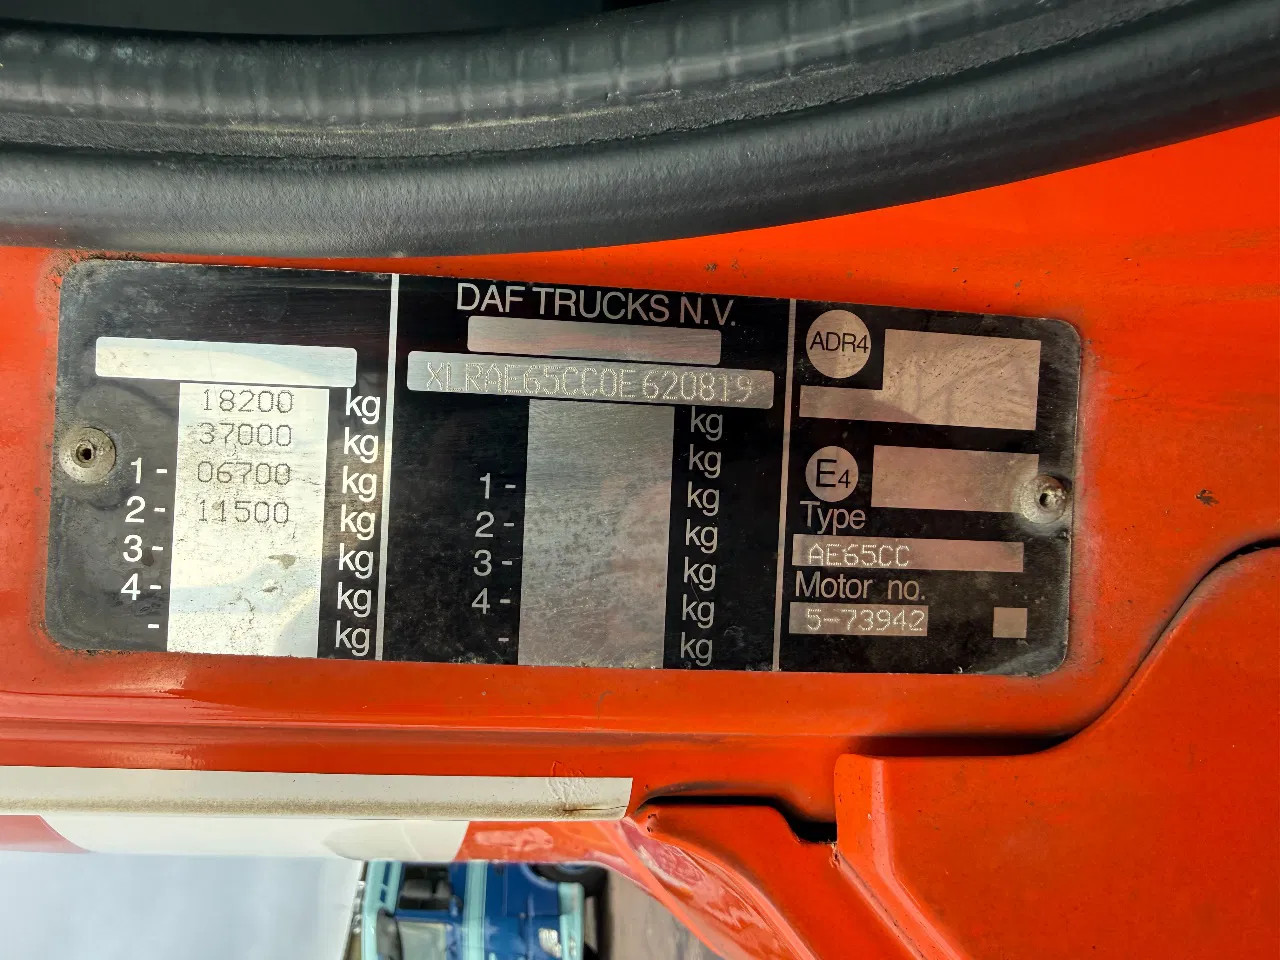 18200 kg
37000 kg
1- 06700 kg
2- 11500 kg
3- kg
4- kg
- kg
DAF TRUCKS N.V.
XLRAE65CC0E620819
kg
kg
1- kg
2- kg
3- kg
4- kg
- kg
ADR4
E4
Type
AE65CC
Motor no.
5-73942